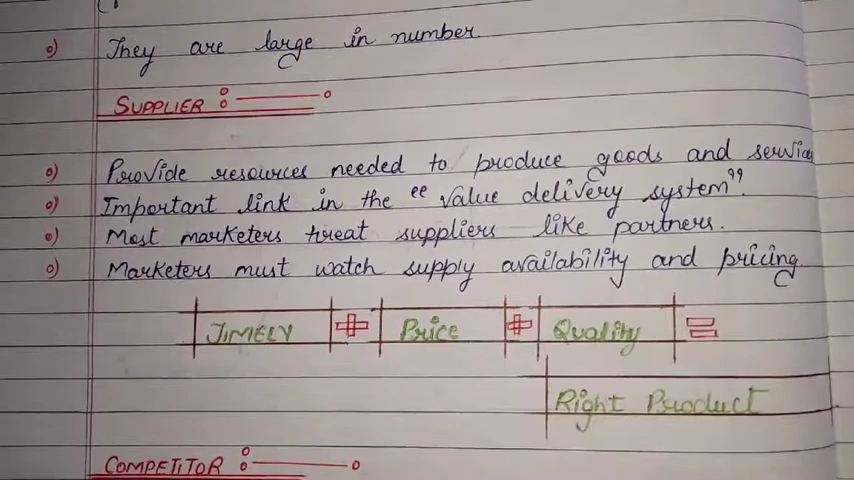 o) They are large in number
SUPPLIER :
o) Provide resources needed to produce goods and service
o) Important link in the "value delivery system".
o) Most marketers treat suppliers like partners.
o) Marketers must watch supply availability and pricing
TIMELY + Price + Quality =
Right Product
COMPETITOR :